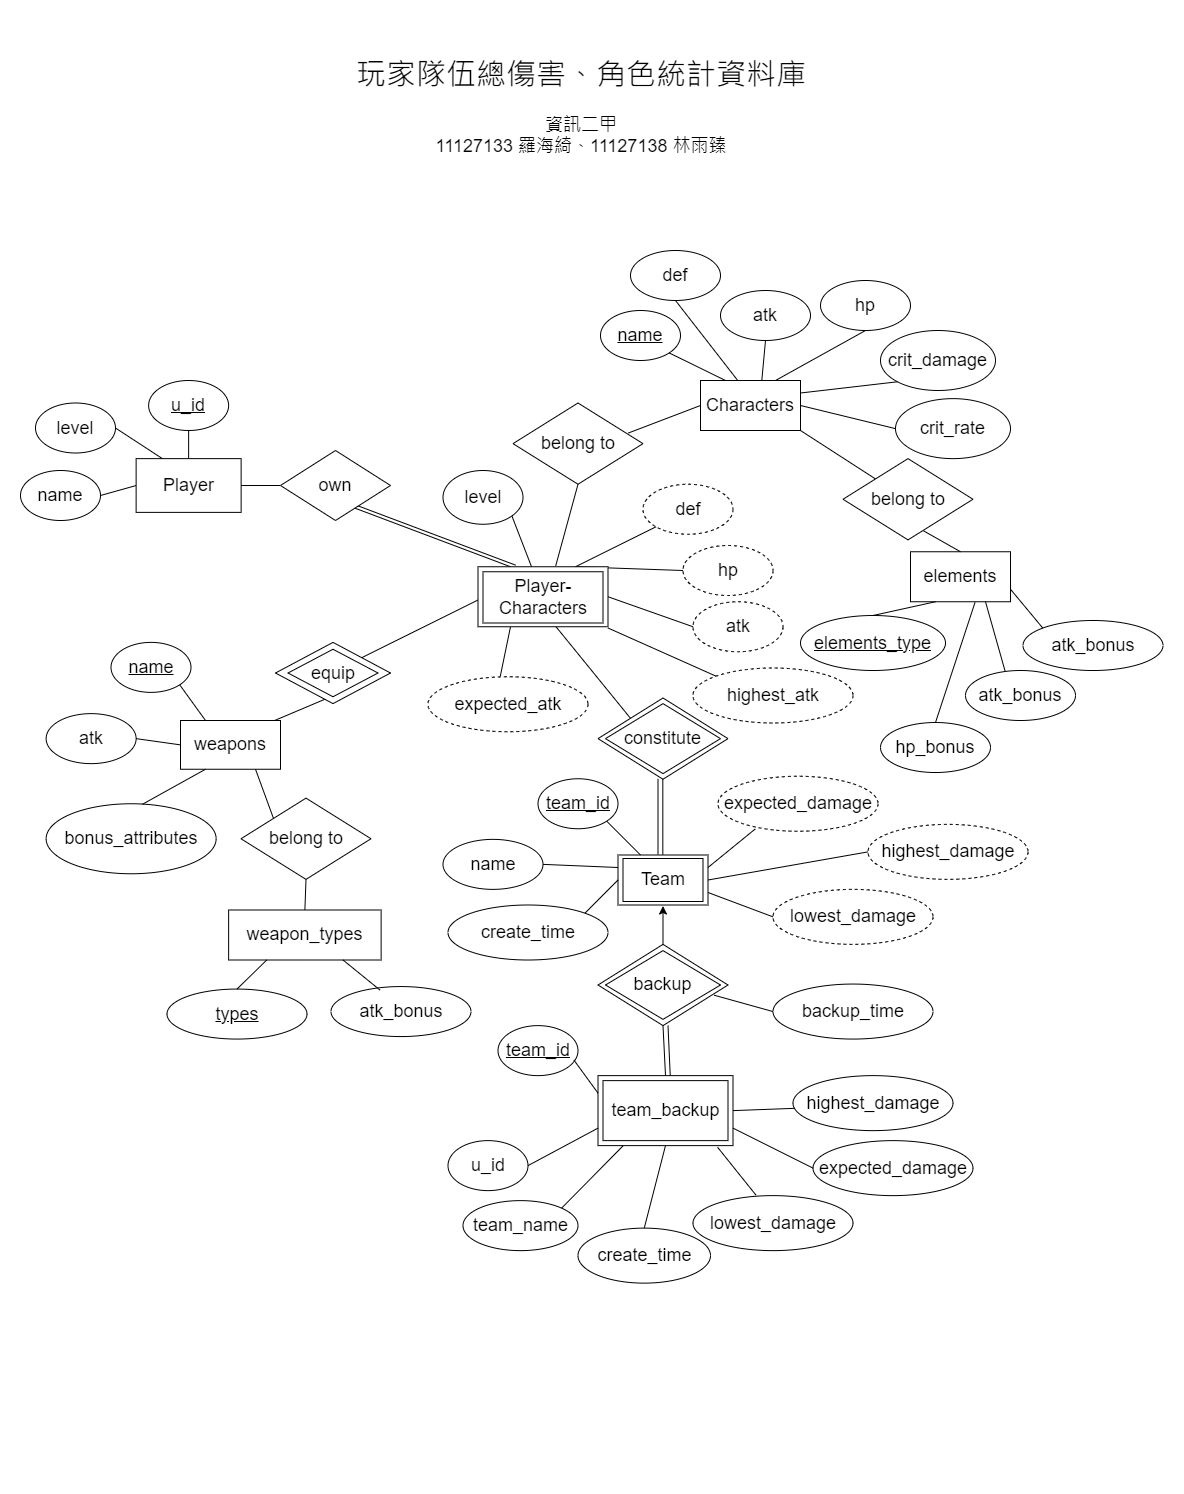 玩家隊伍總傷害、角色統計資料庫
資訊二甲
11127133 羅海綺、11127138 林雨臻
def
atk
hp
name
crit_damage
Characters
crit_rate
u_id
level
name
Player
own
belong to
belong to
level
def
hp
atk
highest_atk
expected_atk
Player-
Characters
elements
elements_type
atk_bonus
atk_bonus
hp_bonus
equip
name
atk
weapons
bonus_attributes
belong to
weapon_types
types
atk_bonus
constitute
team_id
expected_damage
name
highest_damage
Team
create_time
lowest_damage
backup
backup_time
team_id
team_backup
highest_damage
u_id
expected_damage
team_name
lowest_damage
create_time